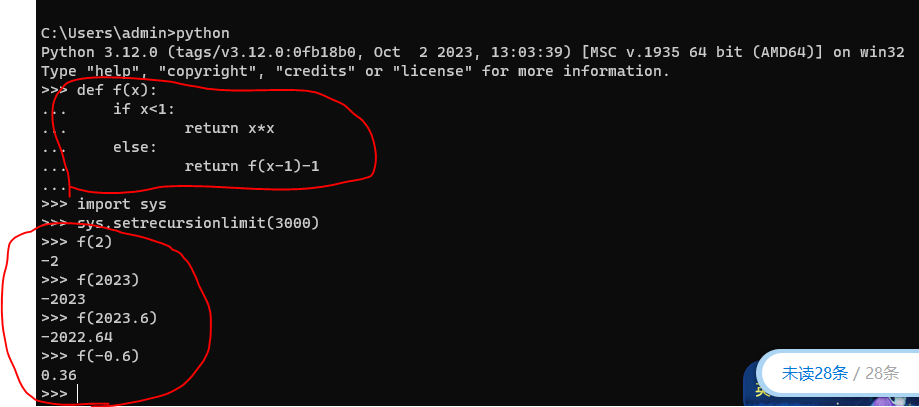 C:\Users\admin>python
Python 3.12.0 (tags/v3.12.0:0fb18b0, Oct  2 2023, 13:03:39) [MSC v.1935 64 bit (AMD64)] on win32
Type "help", "copyright", "credits" or "license" for more information.
>>> def f(x):
...     if x<1:
...             return x*x
...     else:
...             return f(x-1)-1
...
>>> import sys
>>> sys.setrecursionlimit(3000)
>>> f(2)
-2
>>> f(2023)
-2023
>>> f(2023.6)
-2022.64
>>> f(-0.6)
0.36
>>>
未读28条 / 28条